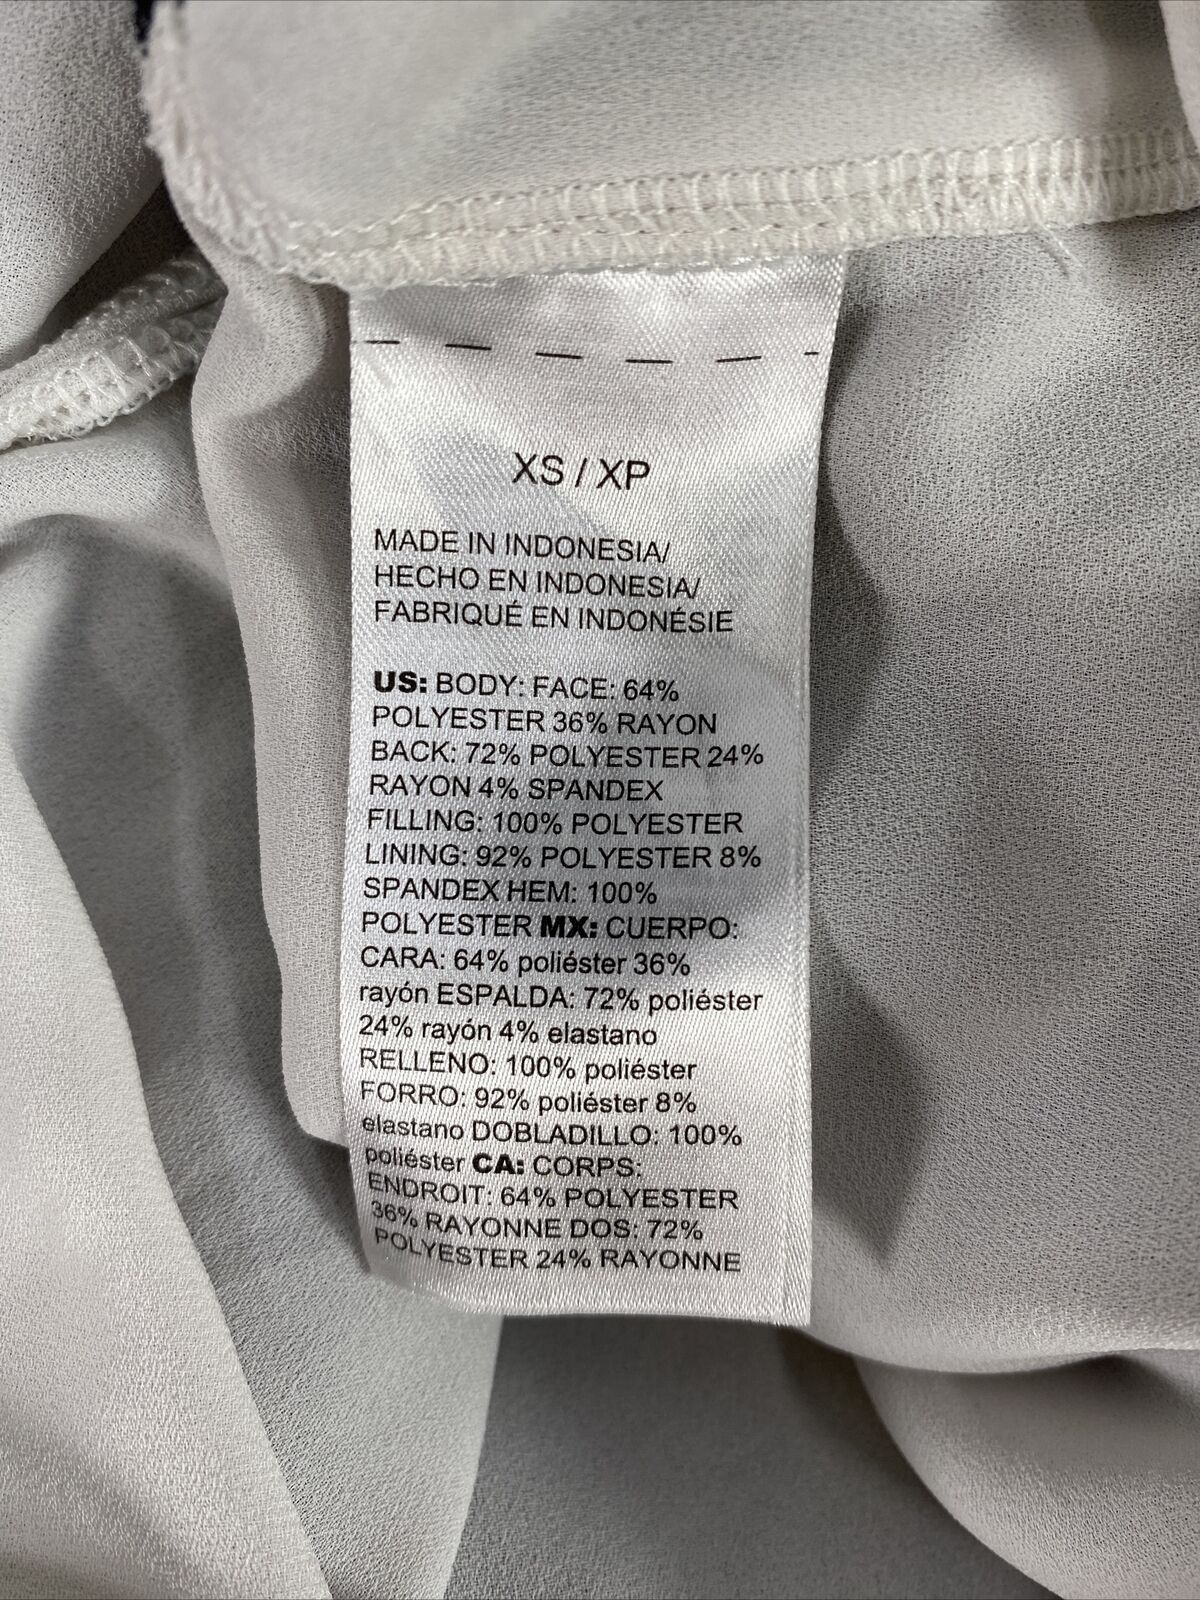 XS / XP
MADE IN INDONESIA/
HECHO EN INDONESIA/
FABRIQUÉ EN INDONÉSIE
US: BODY: FACE: 64%
POLYESTER 36% RAYON
BACK: 72% POLYESTER 24%
RAYON 4% SPANDEX
FILLING: 100% POLYESTER
LINING: 92% POLYESTER 8%
SPANDEX HEM: 100%
POLYESTER MX: CUERPO:
CARA: 64% poliéster 36%
rayón ESPALDA: 72% poliéster
24% rayón 4% elastano
RELLENO: 100% poliéster
FORRO: 92% poliéster 8%
elastano DOBLADILLO: 100%
poliéster CA: CORPS:
ENDROIT: 64% POLYESTER
36% RAYONNE DOS: 72%
POLYESTER 24% RAYONNE